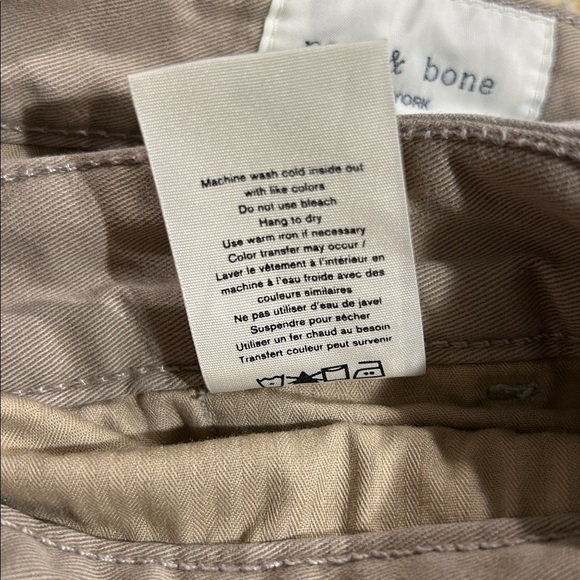 & bone
YORK
Machine wash cold inside out
with like colors
Do not use bleach
Hang to dry
Use warm iron if necessary
Color transfer may occur /
Laver le vêtement à l'intérieur en
machine à l'eau froide avec des
couleurs similaires
Ne pas utiliser d'eau de javel
Suspendre pour sécher
Utiliser un fer chaud au besoin
Transfert couleur peut survenir